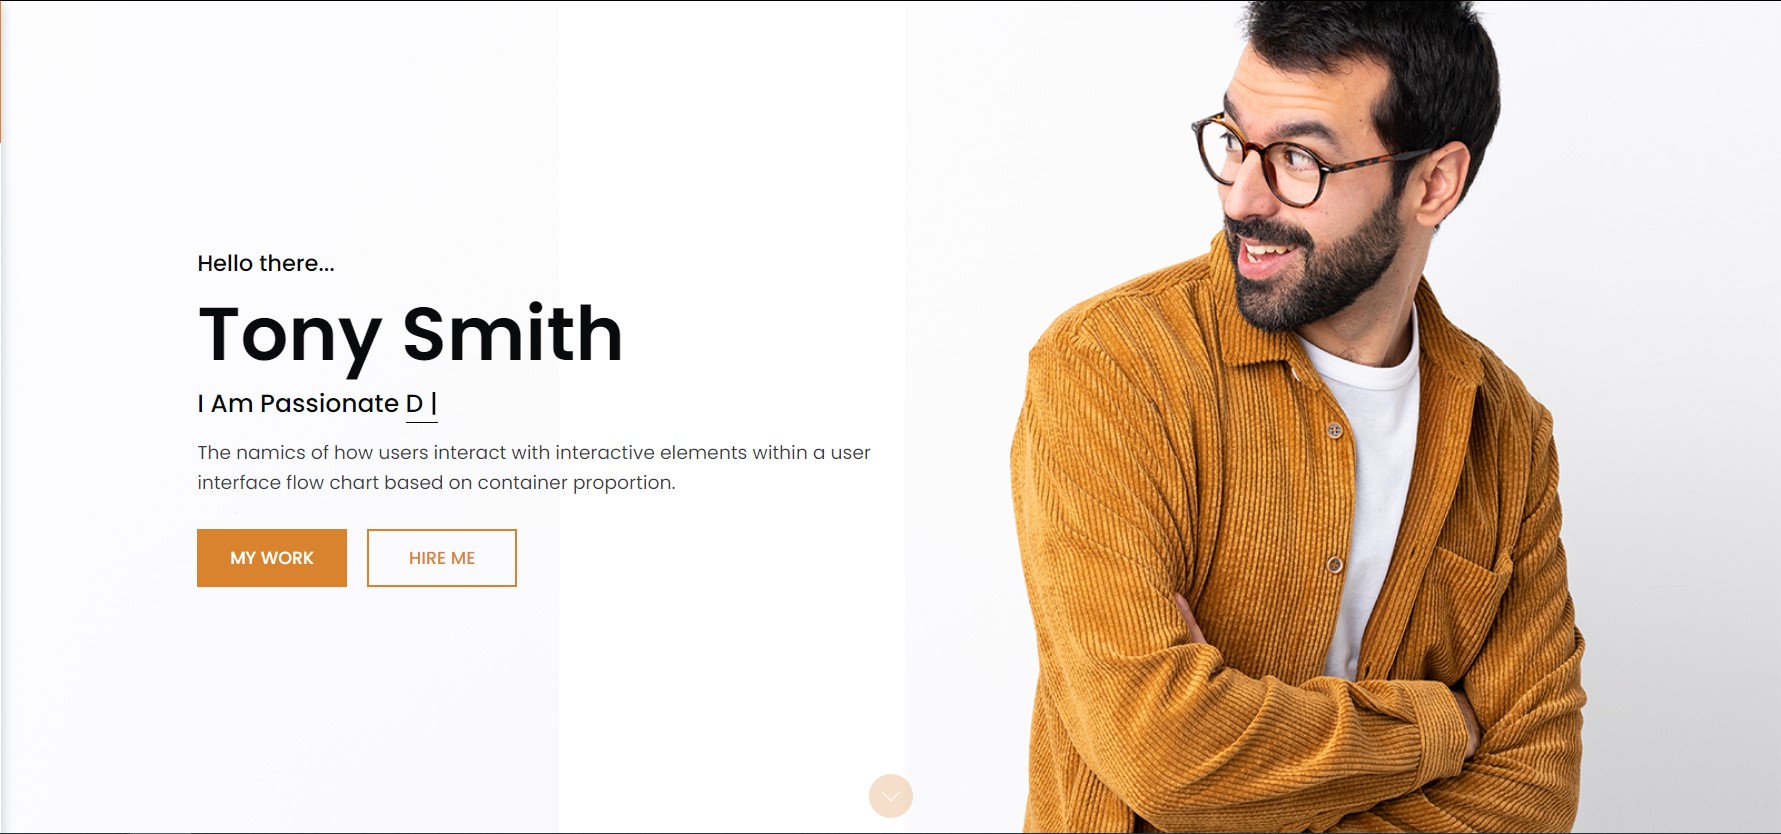 Hello there...
Tony Smith
I Am Passionate D |
The namics of how users interact with interactive elements within a user
interface flow chart based on container proportion.
MY WORK
HIRE ME